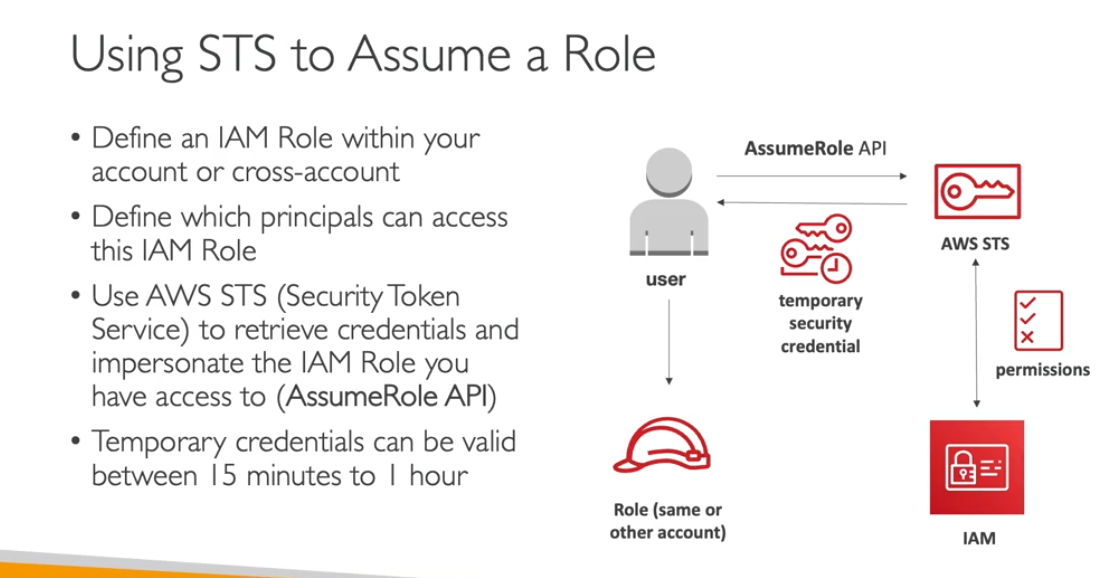 Using STS to Assume a Role
• Define an IAM Role within your
account or cross-account
• Define which principals can access
this IAM Role
• Use AWS STS (Security Token
Service) to retrieve credentials and
impersonate the IAM Role you
have access to (AssumeRole API)
• Temporary credentials can be valid
between 15 minutes to 1 hour
AssumeRole API
user
temporary
security
credential
AWS STS
permissions
Role (same or
other account)
IAM